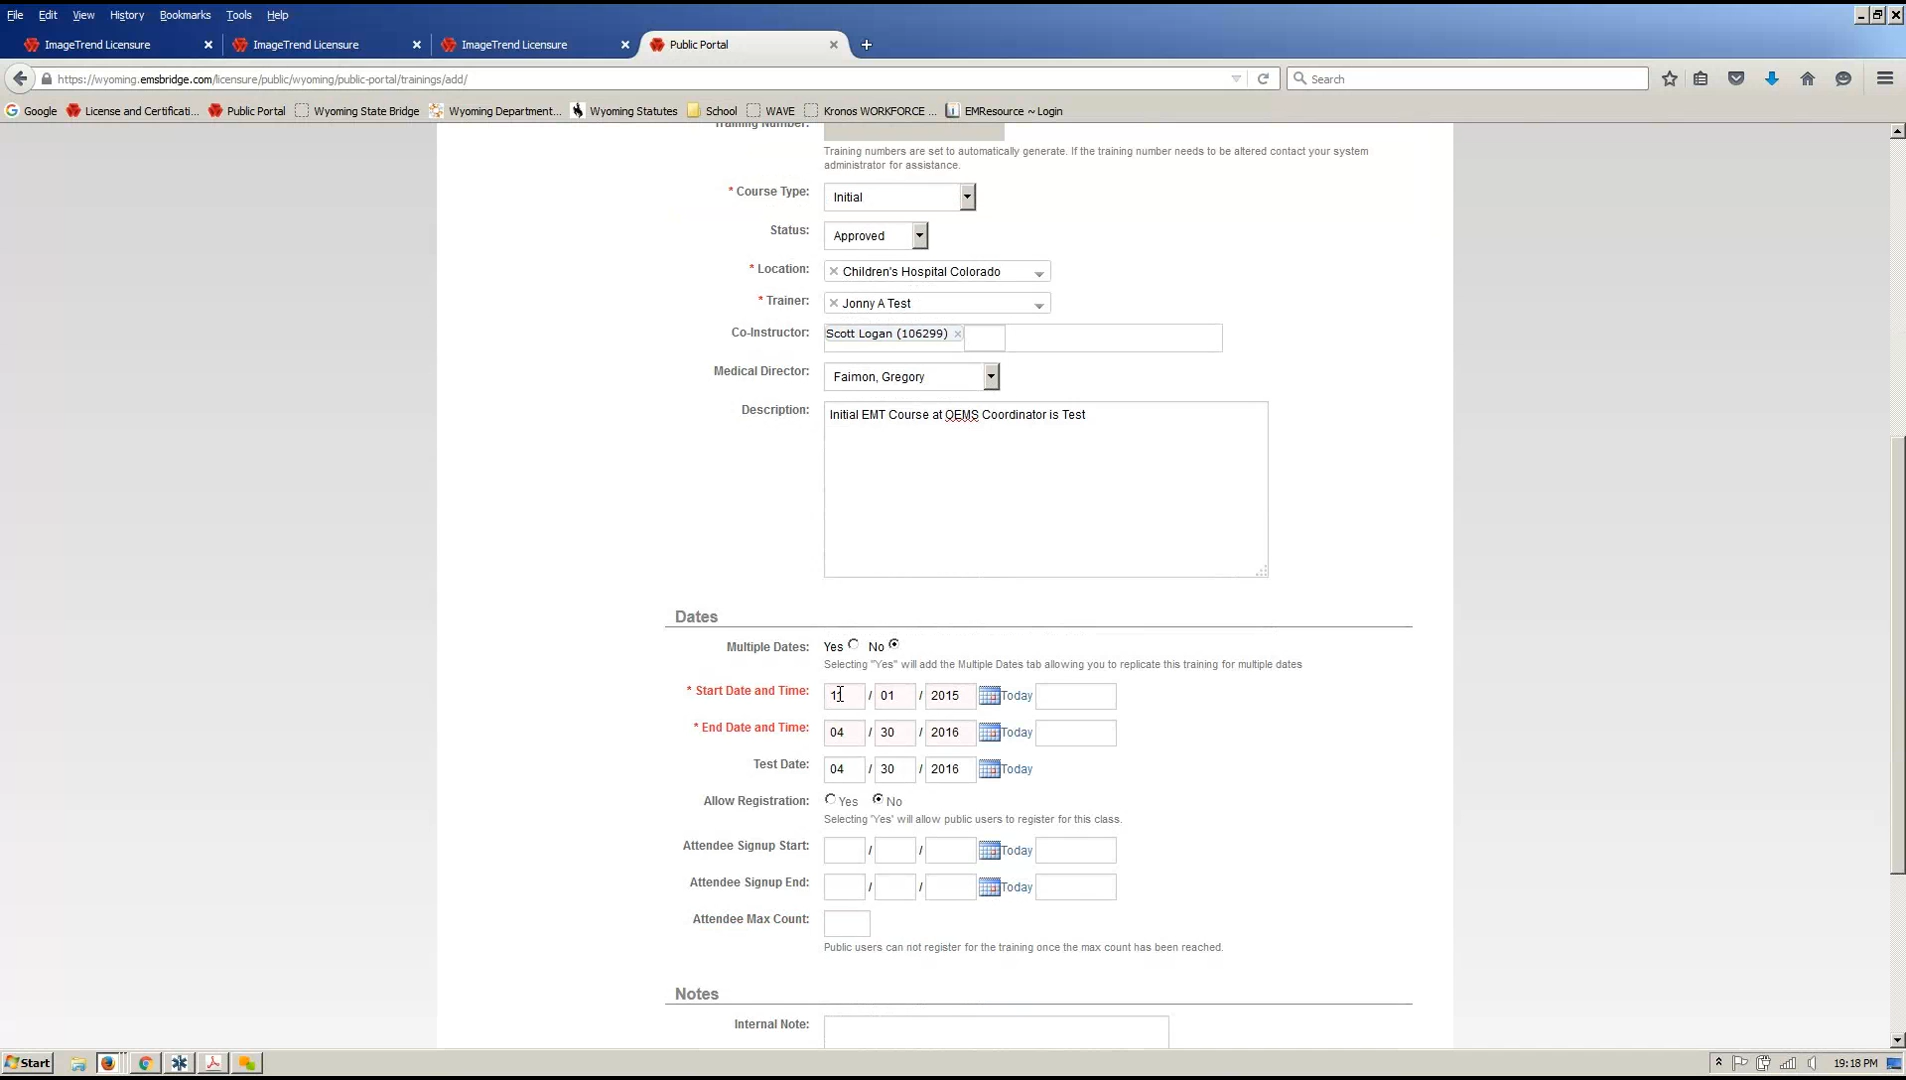 File Edit View History Bookmarks Tools Help
ImageTrend Licensure ImageTrend Licensure ImageTrend Licensure Public Portal
https://wyoming.emsbridge.com/licensure/public/wyoming/public-portal/trainings/add/ Search
Google License and Certificati... Public Portal Wyoming State Bridge Wyoming Department... Wyoming Statutes School WAVE Kronos WORKFORCE ... EMResource ~ Login
Training Number:
Training numbers are set to automatically generate. If the training number needs to be altered contact your system
administrator for assistance.
* Course Type: Initial
Status: Approved
* Location: Children's Hospital Colorado
* Trainer: Jonny A Test
Co-Instructor: Scott Logan (106299)
Medical Director: Faimon, Gregory
Description: Initial EMT Course at OEMS Coordinator is Test
Dates
Multiple Dates: Yes No
Selecting "Yes" will add the Multiple Dates tab allowing you to replicate this training for multiple dates
* Start Date and Time: 11 / 01 / 2015 Today
* End Date and Time: 04 / 30 / 2016 Today
Test Date: 04 / 30 / 2016 Today
Allow Registration: Yes No
Selecting 'Yes' will allow public users to register for this class.
Attendee Signup Start: / / Today
Attendee Signup End: / / Today
Attendee Max Count:
Public users can not register for the training once the max count has been reached.
Notes
Internal Note:
Start 19:18 PM